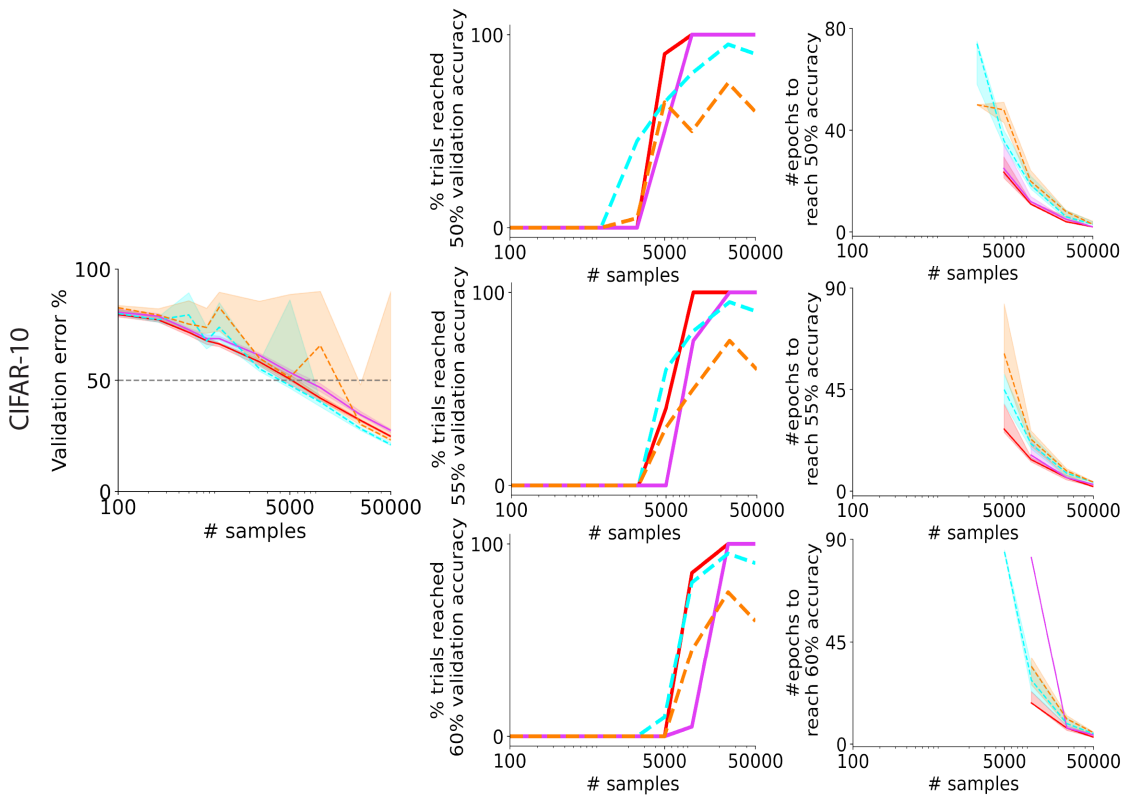 CIFAR-10
Validation error %
100
50
0
100
5000
50000
# samples
% trials reached
50% validation accuracy
100
0
100
5000
50000
# samples
#epochs to
reach 50% accuracy
80
40
0
100
5000
50000
# samples
% trials reached
55% validation accuracy
100
0
100
5000
50000
# samples
#epochs to
reach 55% accuracy
90
45
0
100
5000
50000
# samples
% trials reached
60% validation accuracy
100
0
100
5000
50000
# samples
#epochs to
reach 60% accuracy
90
45
0
100
5000
50000
# samples